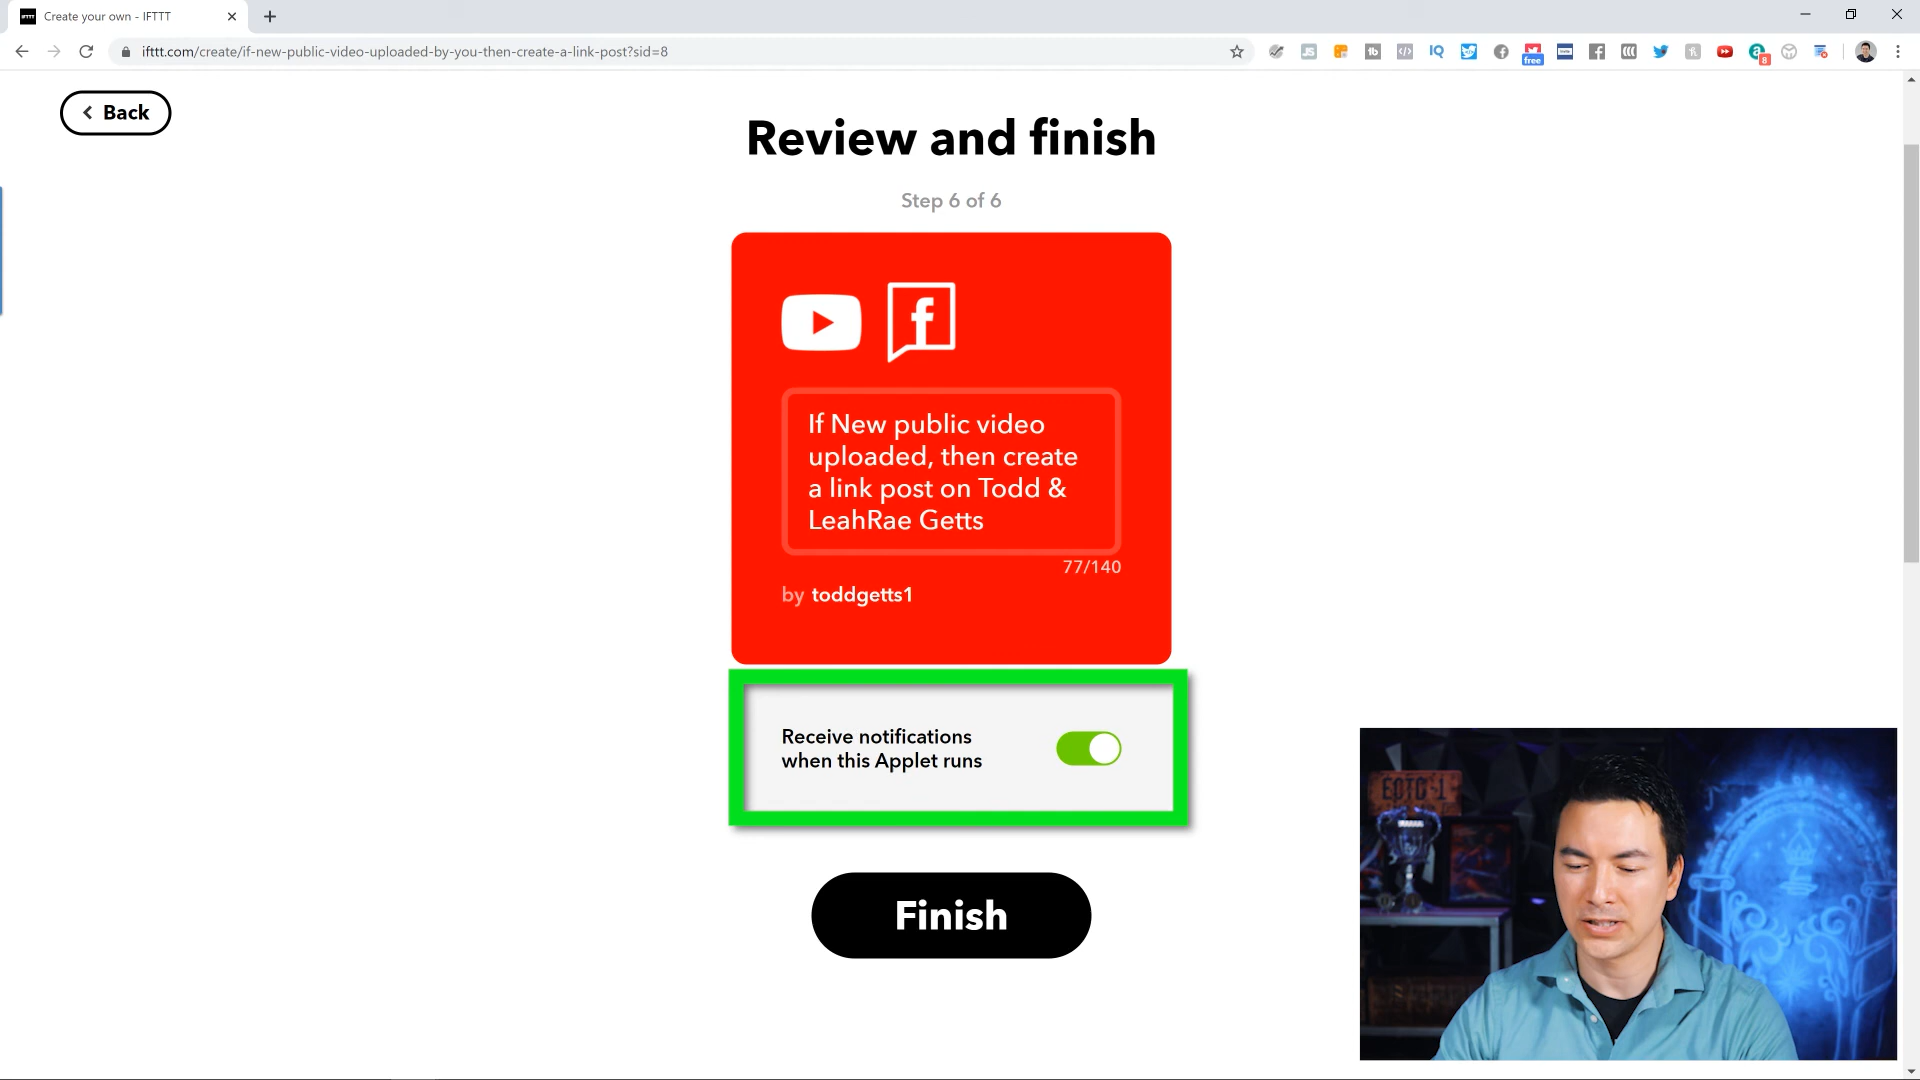 Create your own - IFTTT
ifttt.com/create/if-new-public-video-uploaded-by-you-then-create-a-link-post?sid=8
free
8
Back
Review and finish
Step 6 of 6
If New public video
uploaded, then create
a link post on Todd &
LeahRae Getts
77/140
by toddgetts1
Receive notifications
when this Applet runs
Finish